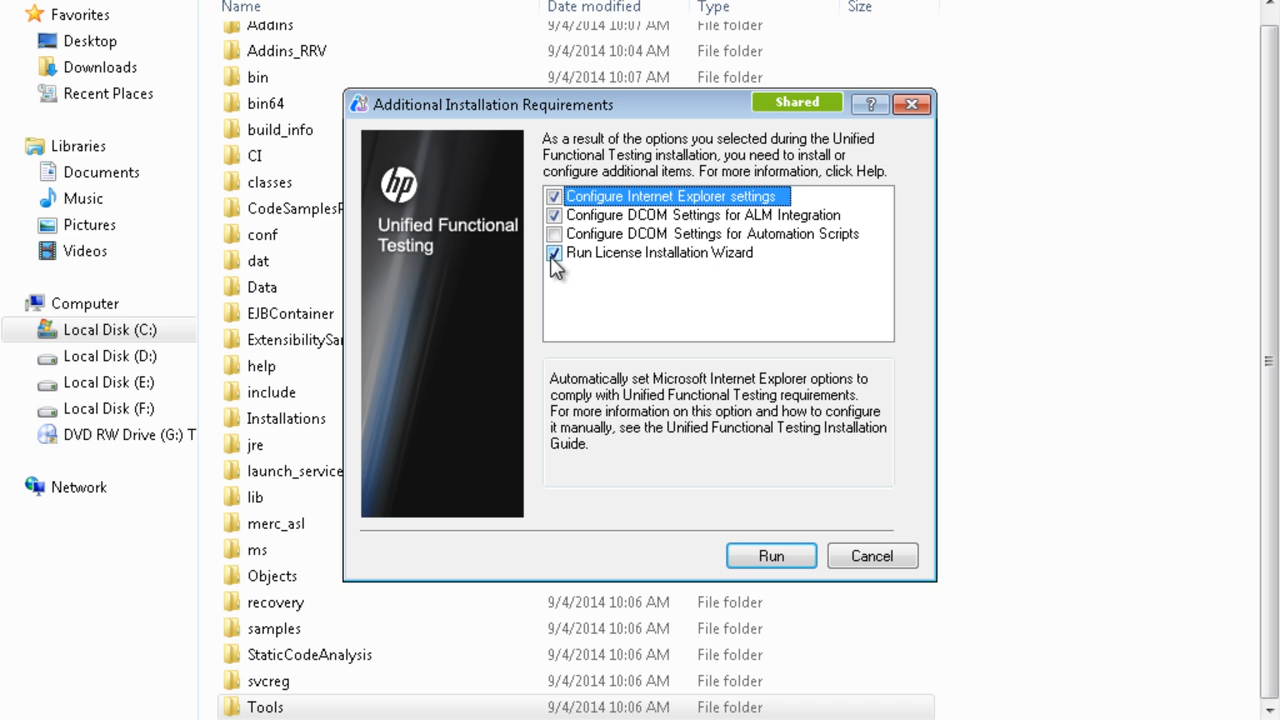 Favorites
Desktop
Downloads
Recent Places
Libraries
Documents
Music
Pictures
Videos
Computer
Local Disk (C:)
Local Disk (D:)
Local Disk (E:)
Local Disk (F:)
DVD RW Drive (G:) T
Network
Name Date modified Type Size
Addins 9/4/2014 10:07 AM File folder
Addins_RRV 9/4/2014 10:04 AM File folder
bin 9/4/2014 10:07 AM File folder
bin64
build_info
CI
classes
CodeSamplesP
conf
dat
Data
EJBContainer
ExtensibilitySa
help
include
Installations
jre
launch_service
lib
merc_asl
ms
Objects
recovery 9/4/2014 10:06 AM File folder
samples 9/4/2014 10:06 AM File folder
StaticCodeAnalysis 9/4/2014 10:06 AM File folder
svcreg 9/4/2014 10:06 AM File folder
Tools 9/4/2014 10:06 AM File folder
Additional Installation Requirements
Shared
?
hp
Unified Functional
Testing
As a result of the options you selected during the Unified
Functional Testing installation, you need to install or
configure additional items. For more information, click Help.
Configure Internet Explorer settings
Configure DCOM Settings for ALM Integration
Configure DCOM Settings for Automation Scripts
Run License Installation Wizard
Automatically set Microsoft Internet Explorer options to
comply with Unified Functional Testing requirements.
For more information on this option and how to configure
it manually, see the Unified Functional Testing Installation
Guide.
Run
Cancel